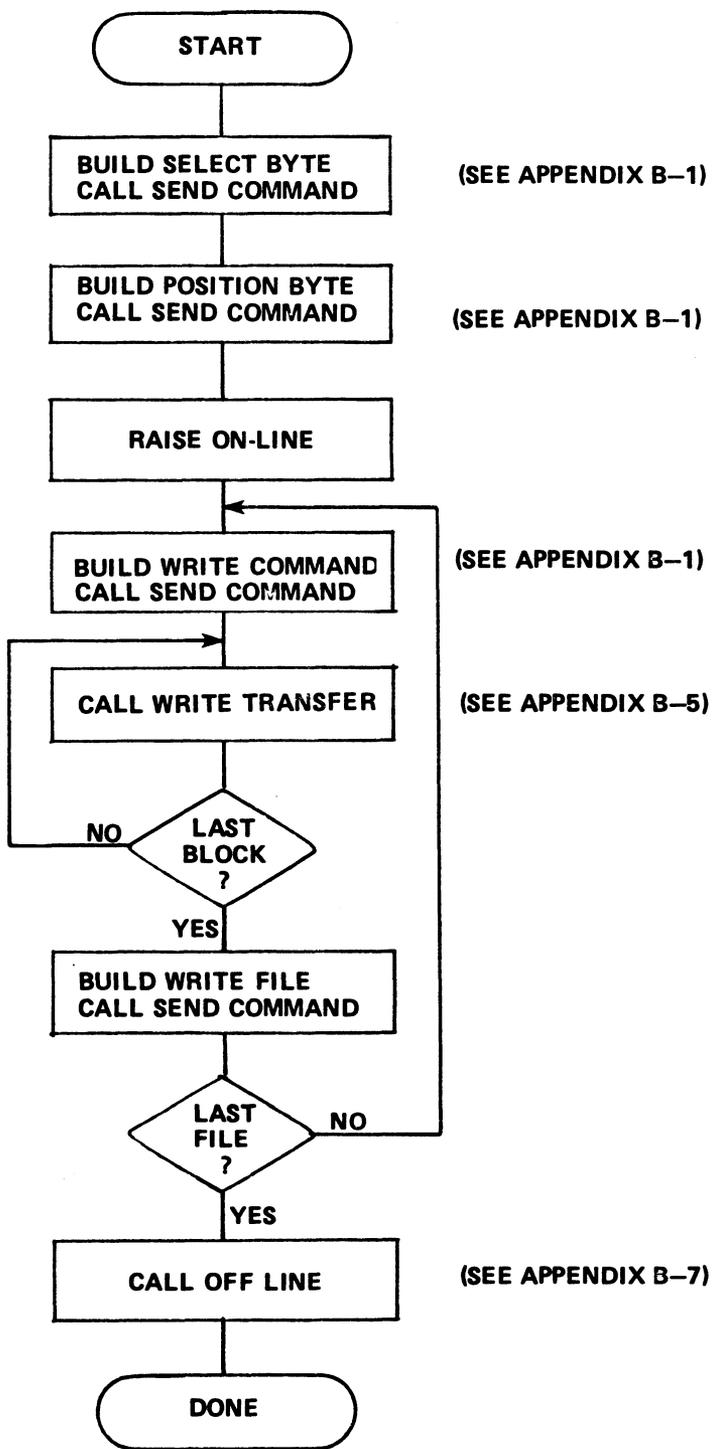 START
BUILD SELECT BYTE
CALL SEND COMMAND
(SEE APPENDIX B–1)
BUILD POSITION BYTE
CALL SEND COMMAND
(SEE APPENDIX B–1)
RAISE ON-LINE
BUILD WRITE COMMAND
CALL SEND COMMAND
(SEE APPENDIX B–1)
CALL WRITE TRANSFER
(SEE APPENDIX B–5)
NO
LAST
BLOCK
?
YES
BUILD WRITE FILE
CALL SEND COMMAND
LAST
FILE
?
NO
YES
CALL OFF LINE
(SEE APPENDIX B–7)
DONE